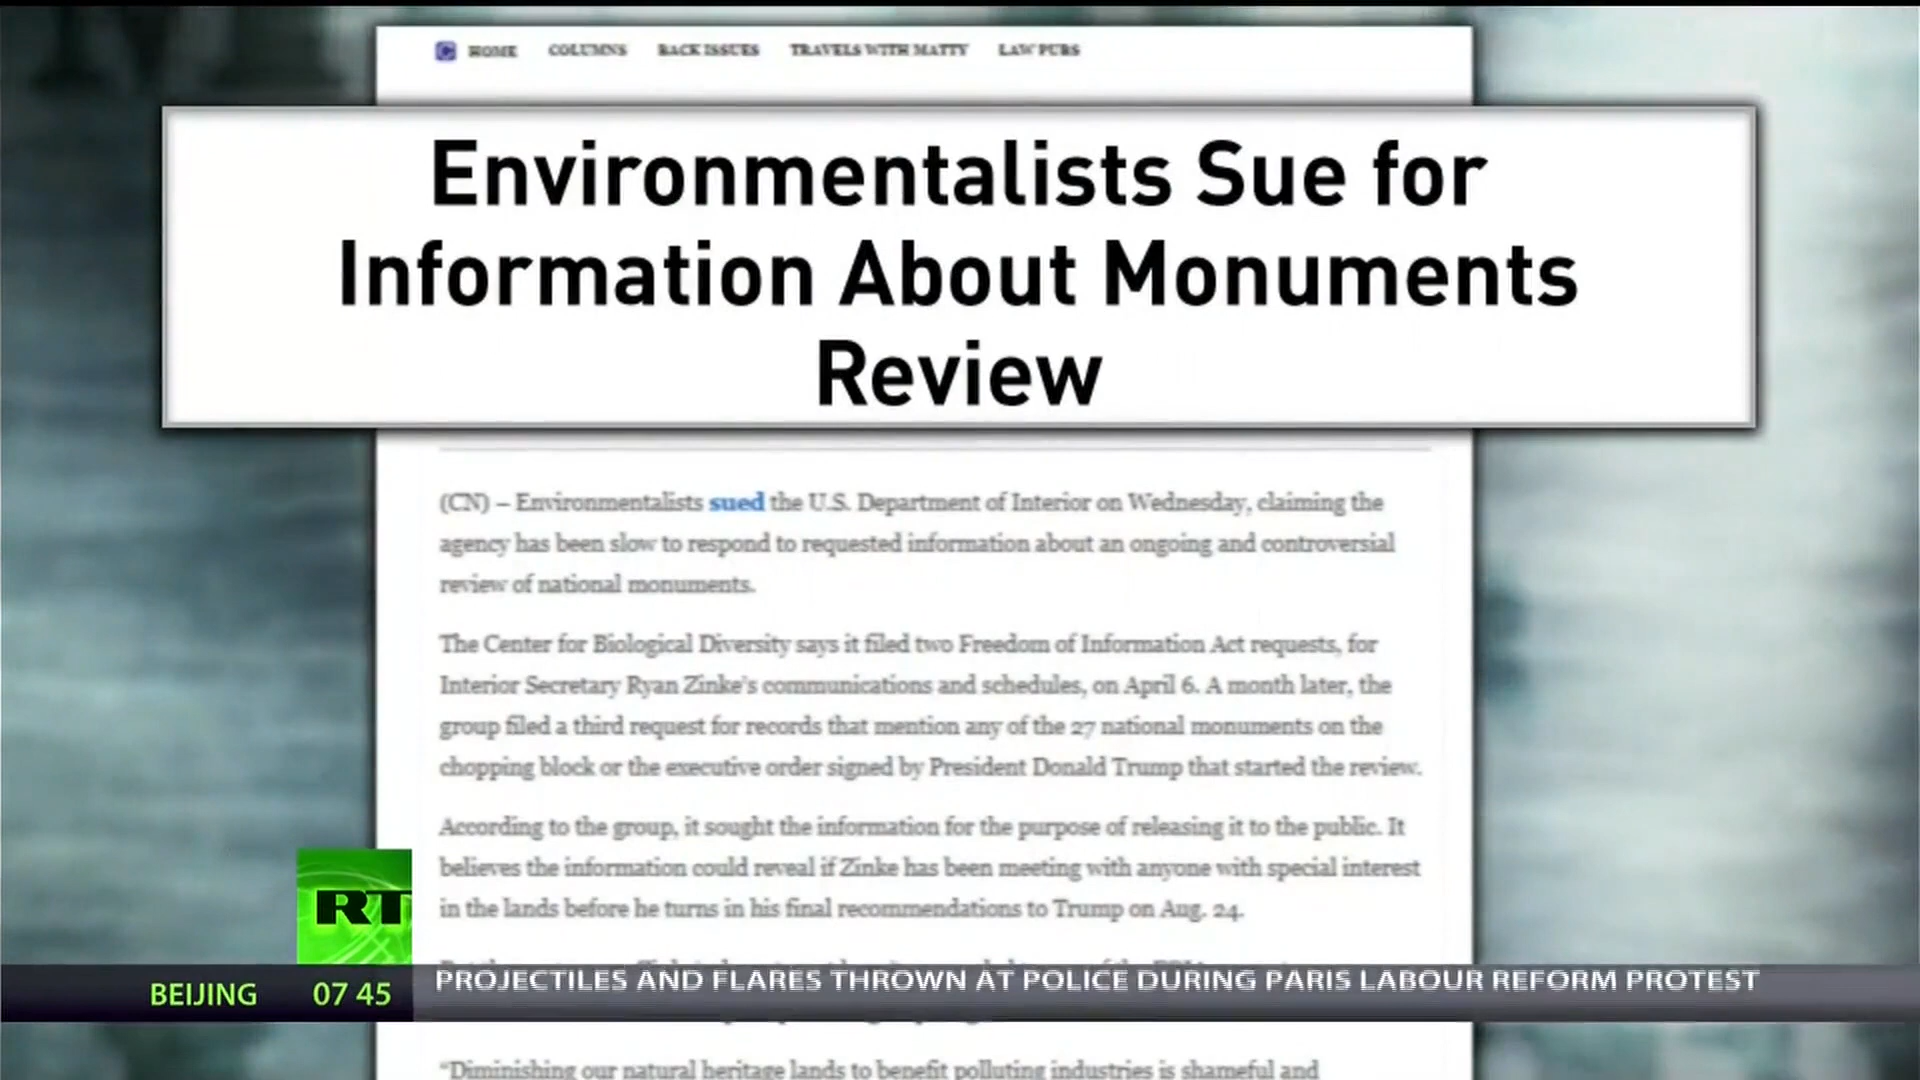 HOME COLUMNS BACK ISSUES TRAVELS WITH MATTY LAW PUBS
Environmentalists Sue for
Information About Monuments
Review
(CN) – Environmentalists sued the U.S. Department of Interior on Wednesday, claiming the
agency has been slow to respond to requested information about an ongoing and controversial
review of national monuments.
The Center for Biological Diversity says it filed two Freedom of Information Act requests, for
Interior Secretary Ryan Zinke's communications and schedules, on April 6. A month later, the
group filed a third request for records that mention any of the 27 national monuments on the
chopping block or the executive order signed by President Donald Trump that started the review.
According to the group, it sought the information for the purpose of releasing it to the public. It
believes the information could reveal if Zinke has been meeting with anyone with special interest
in the lands before he turns in his final recommendations to Trump on Aug. 24.
RT
BEIJING 07 45 PROJECTILES AND FLARES THROWN AT POLICE DURING PARIS LABOUR REFORM PROTEST
“Diminishing our natural heritage lands to benefit polluting industries is shameful and